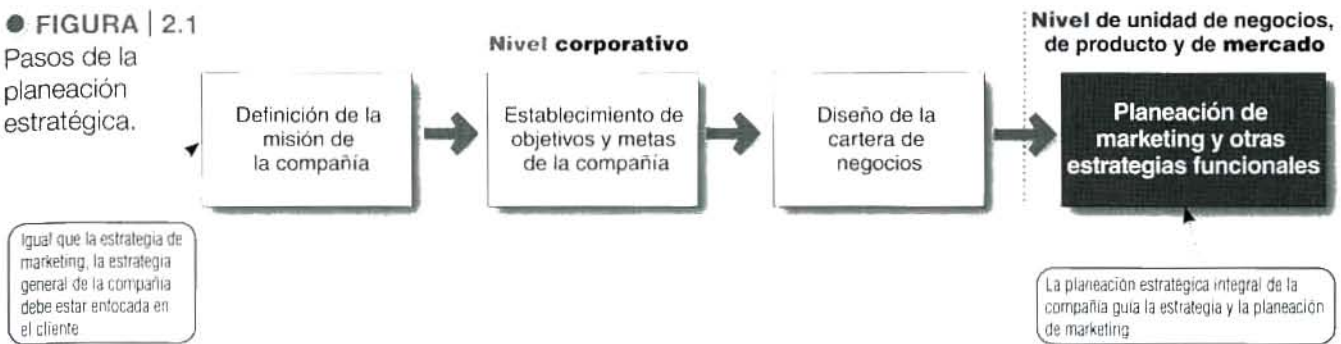 ● FIGURA | 2.1
Pasos de la
planeación
estratégica.
Nivel corporativo
Nivel de unidad de negocios,
de producto y de mercado
Definición de la
misión de
la compañía
Establecimiento de
objetivos y metas
de la compañía
Diseño de la
cartera de
negocios
Planeación de
marketing y otras
estrategias funcionales
Igual que la estrategia de
marketing, la estrategia
general de la compañía
debe estar enfocada en
el cliente
La planeación estratégica integral de la
compañía guía la estrategia y la planeación
de marketing